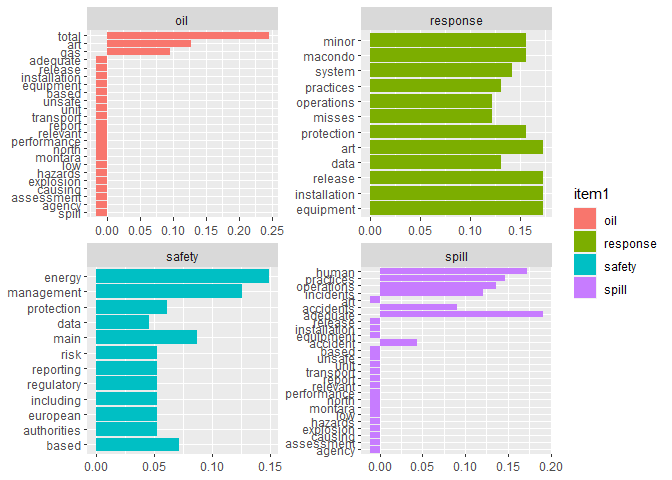 oil
total
art
gas
adequate
release
installation
equipment
based
unsafe
unit
transport
report
relevant
performance
north
montara
low
hazards
explosion
causing
assessment
agency
spill
0.00 0.05 0.10 0.15 0.20 0.25
response
minor
macondo
system
practices
operations
misses
protection
art
data
release
installation
equipment
0.00 0.05 0.10 0.15
safety
energy
management
protection
data
main
risk
reporting
regulatory
including
european
authorities
based
0.00 0.05 0.10 0.15
spill
human
practices
operations
incidents
art
accidents
adequate
release
installation
equipment
accident
based
unsafe
unit
transport
report
relevant
performance
north
montara
low
hazards
explosion
causing
assessment
agency
0.00 0.05 0.10 0.15 0.20
item1
oil
response
safety
spill